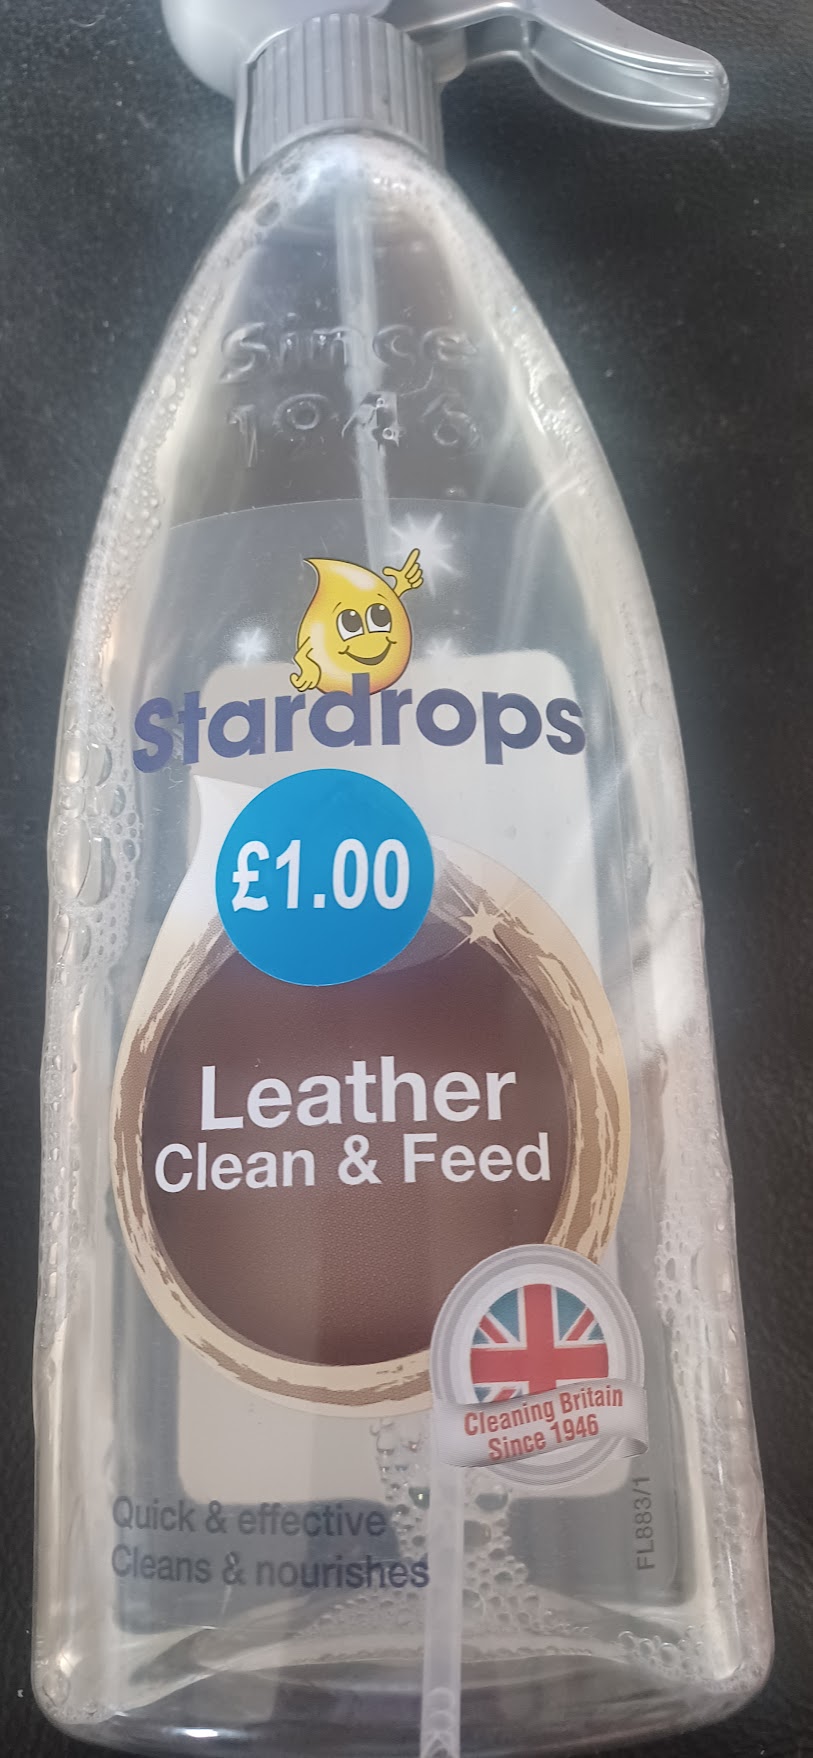 Since
1946
Stardrops
£1.00
Leather
Clean & Feed
Cleaning Britain
Since 1946
Quick & effective
Cleans & nourishes
FL883/1